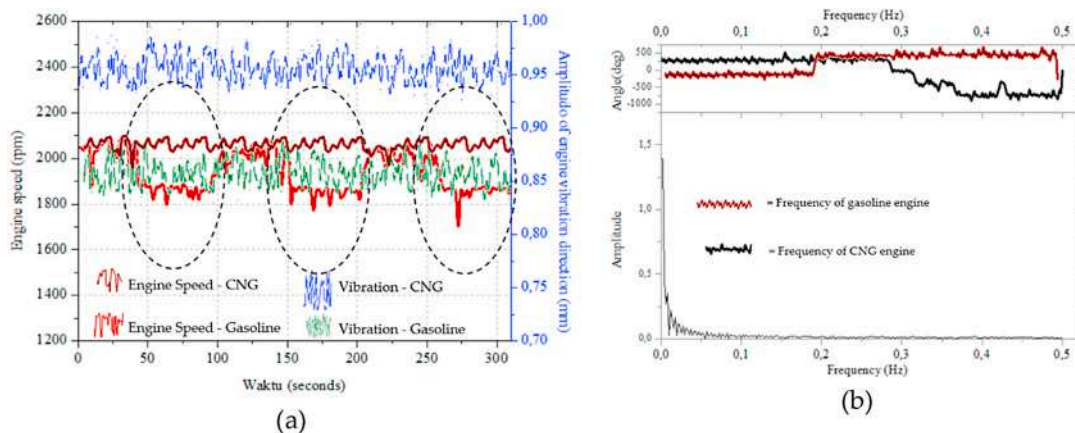 2600
2400
2200
2000
1800
1600
1400
1200
Engine speed (rpm)
1,00
0,95
0,90
0,85
0,80
0,75
0,70
Amplitudo of engine vibration direction (mm)
Engine Speed - CNG
Vibration - CNG
Engine Speed - Gasoline
Vibration - Gasoline
0 50 100 150 200 250 300
Waktu (seconds)
(a)
Frequency (Hz)
0,0 0,1 0,2 0,3 0,4 0,5
500
0
-500
-1000
Angle(deg)
1,5
1,0
0,5
0,0
Amplitude
= Frequency of gasoline engine
= Frequency of CNG engine
0,0 0,1 0,2 0,3 0,4 0,5
Frequency (Hz)
(b)